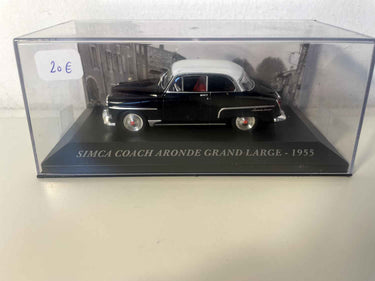 20€
SIMCA COACH ARONDE GRAND LARGE - 1955